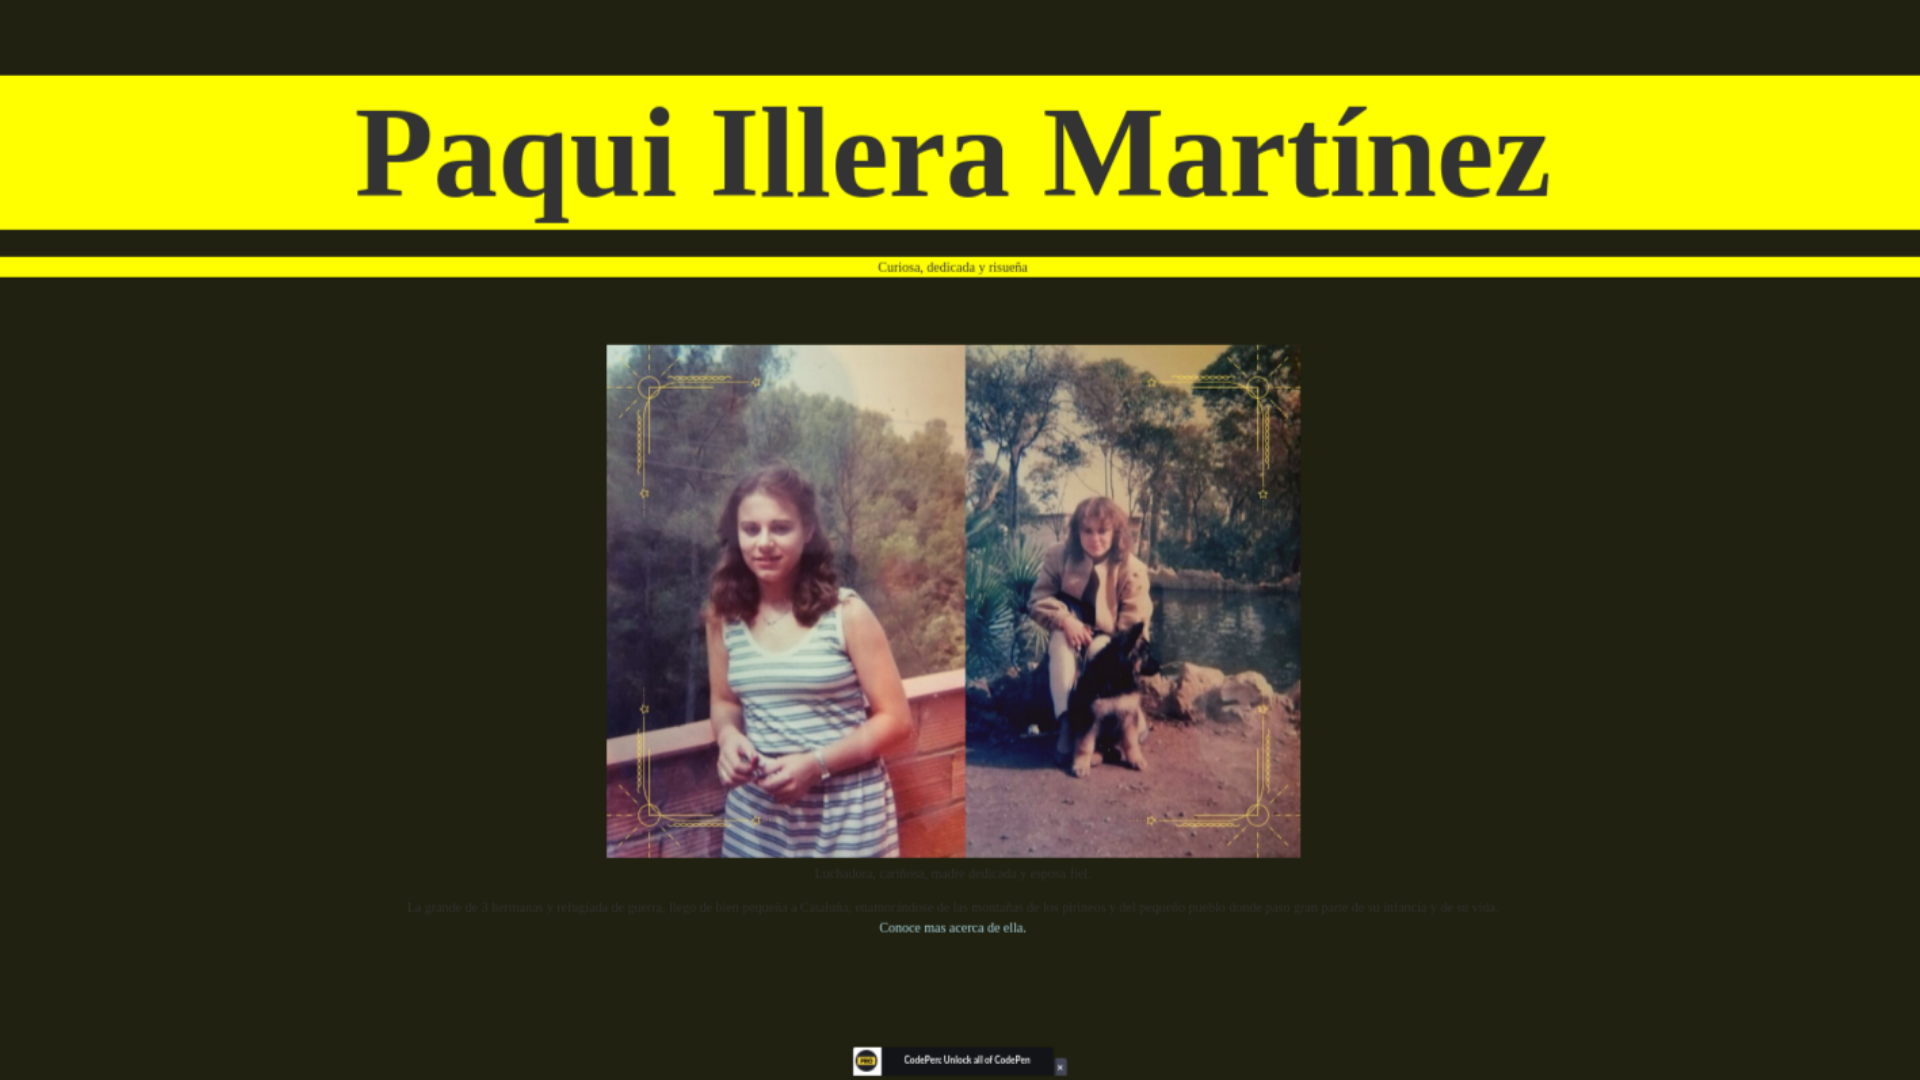 Paqui Illera Martínez
Curiosa, dedicada y risueña
Luchadora, cariñosa, madre dedicada y esposa fiel.
La grande de 3 hermanas y refugiada de guerra, llego de bien pequeña a Cataluña, enamorándose de las montañas de los pirineos y del pequeño pueblo donde paso gran parte de su infancia y de su vida.
Conoce mas acerca de ella.
CodePen: Unlock all of CodePen
×